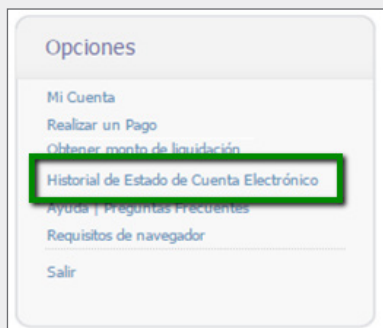 Opciones
Mi Cuenta
Realizar un Pago
Obtener monto de liquidación
Historial de Estado de Cuenta Electrónico
Ayuda | Preguntas Frecuentes
Requisitos de navegador
Salir